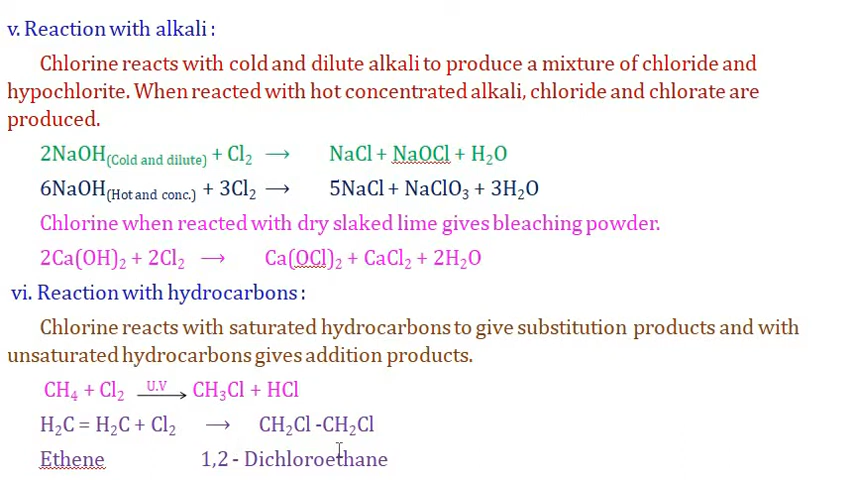 v. Reaction with alkali :
Chlorine reacts with cold and dilute alkali to produce a mixture of chloride and
hypochlorite. When reacted with hot concentrated alkali, chloride and chlorate are
produced.
2NaOH(Cold and dilute) + Cl₂ ⟶ NaCl + NaOCl + H₂O
6NaOH(Hot and conc.) + 3Cl₂ ⟶ 5NaCl + NaClO₃ + 3H₂O
Chlorine when reacted with dry slaked lime gives bleaching powder.
2Ca(OH)₂ + 2Cl₂ ⟶ Ca(OCl)₂ + CaCl₂ + 2H₂O
vi. Reaction with hydrocarbons :
Chlorine reacts with saturated hydrocarbons to give substitution products and with
unsaturated hydrocarbons gives addition products.
CH₄ + Cl₂ U.V ⟶ CH₃Cl + HCl
H₂C = H₂C + Cl₂ ⟶ CH₂Cl -CH₂Cl
Ethene 1,2 - Dichloroethane